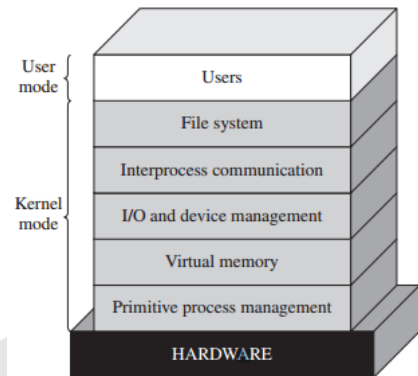 User
mode
Users
File system
Interprocess communication
Kernel
mode
I/O and device management
Virtual memory
Primitive process management
HARDWARE